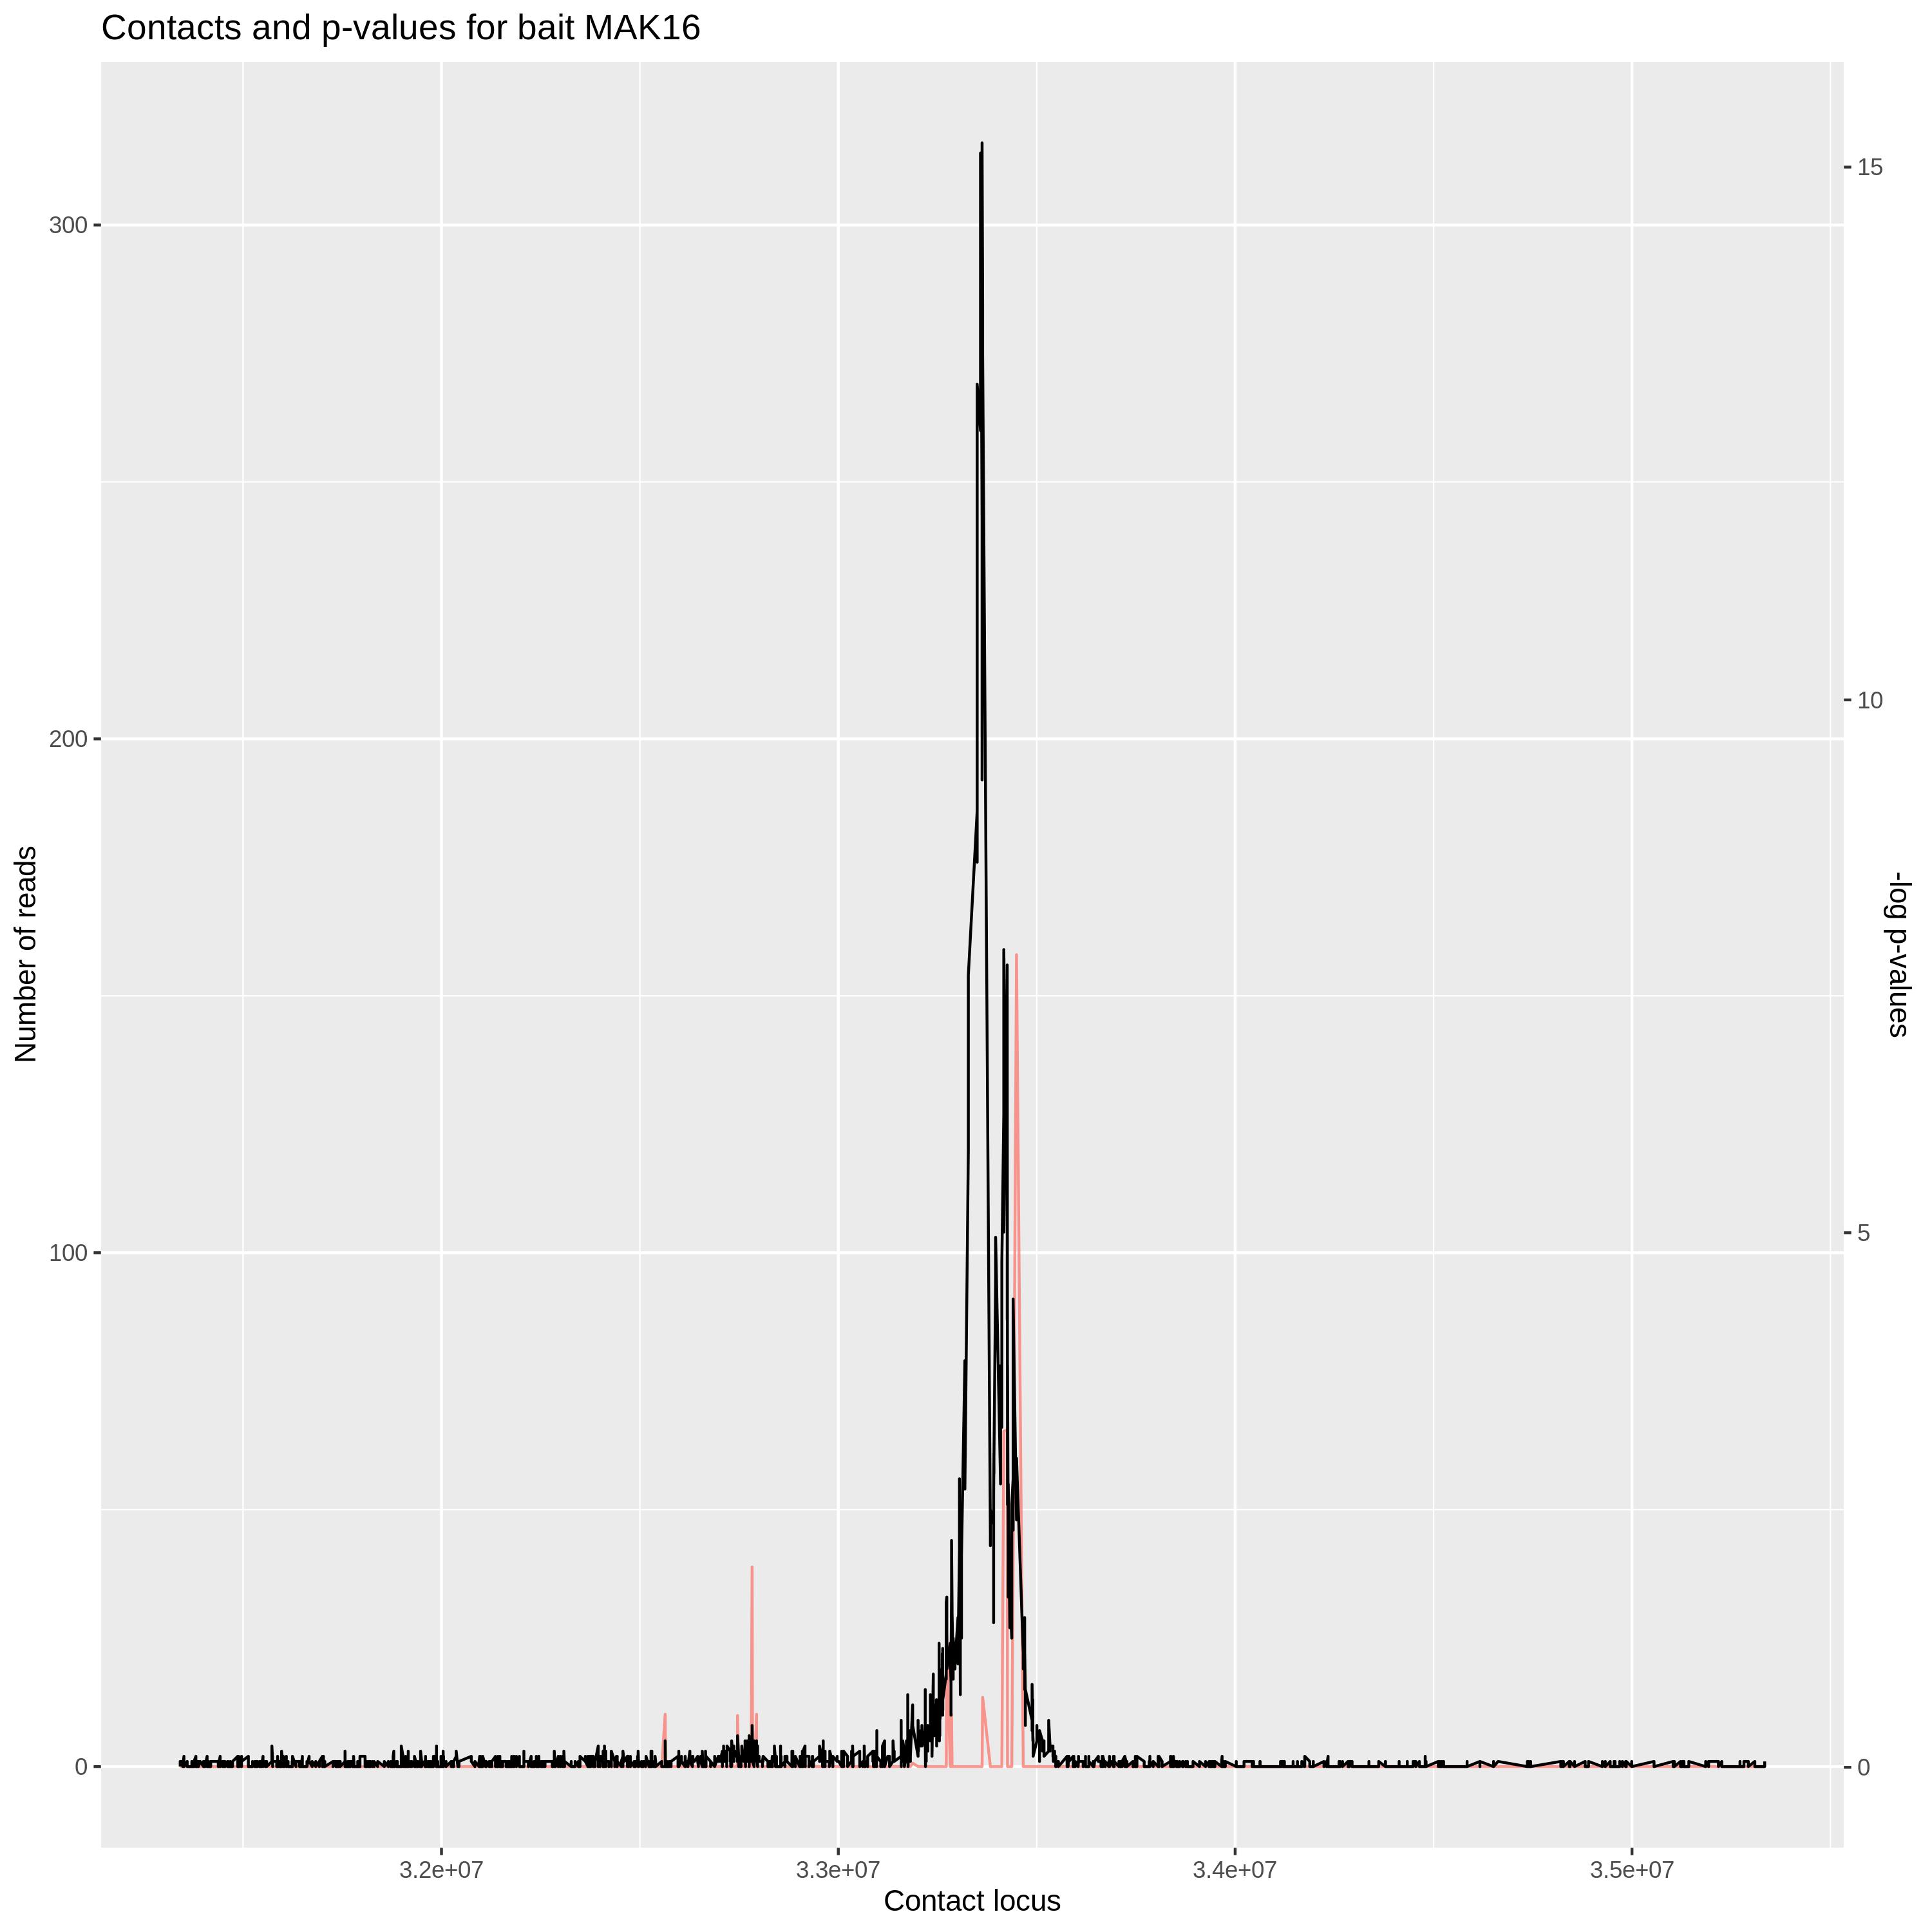 Contacts and p-values for bait MAK16
300
200
100
0
Number of reads
15
10
5
0
-log p-values
3.2e+07
3.3e+07
3.4e+07
3.5e+07
Contact locus